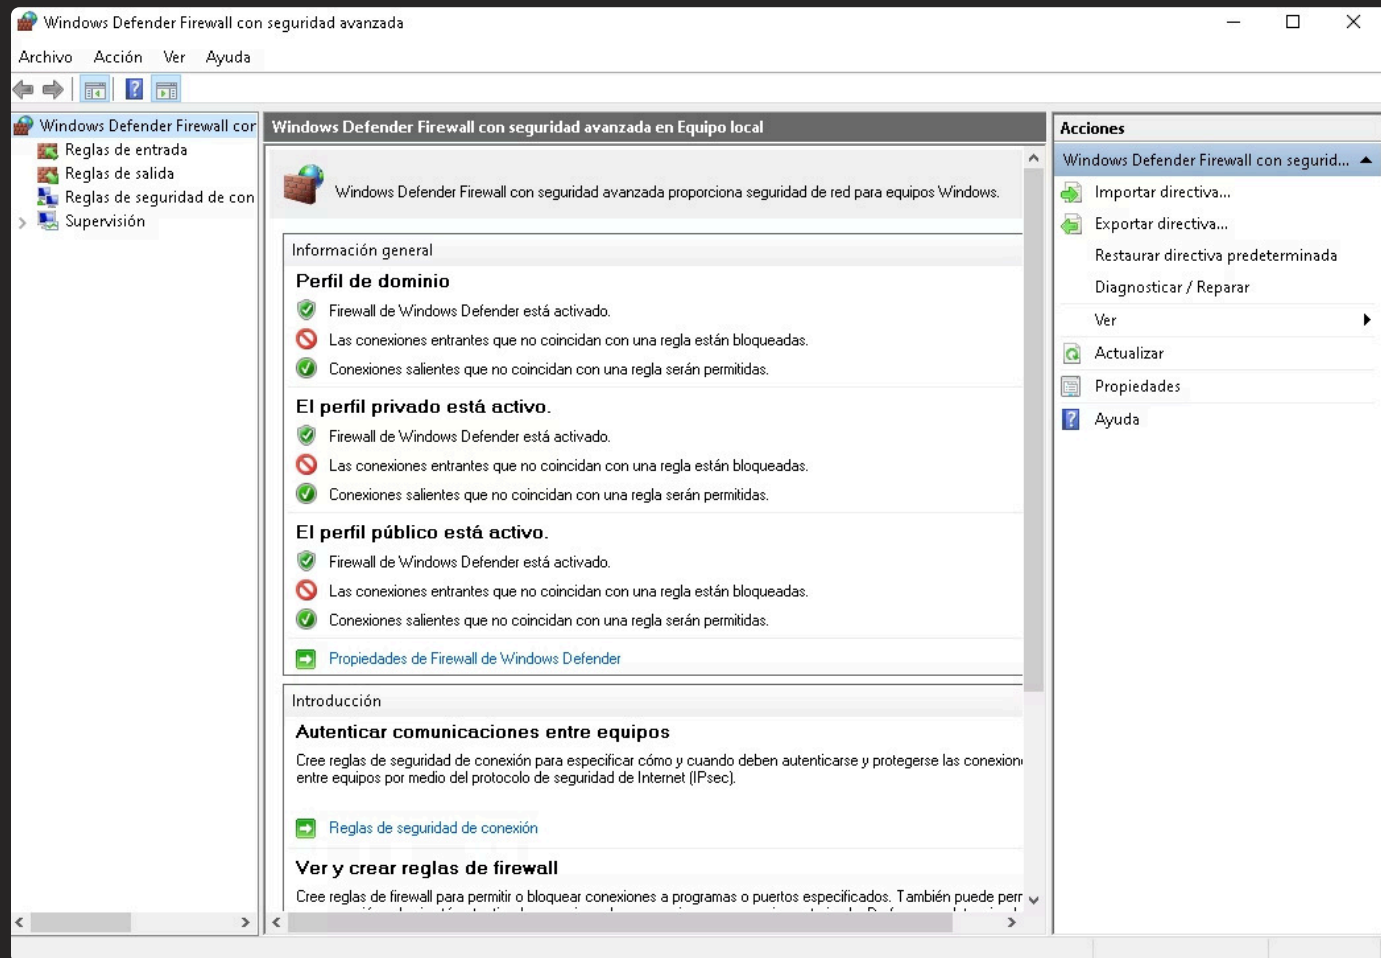 Windows Defender Firewall con seguridad avanzada
Archivo Acción Ver Ayuda
Windows Defender Firewall con
Reglas de entrada
Reglas de salida
Reglas de seguridad de con
Supervisión
Windows Defender Firewall con seguridad avanzada en Equipo local
Windows Defender Firewall con seguridad avanzada proporciona seguridad de red para equipos Windows.
Información general
Perfil de dominio
Firewall de Windows Defender está activado.
Las conexiones entrantes que no coincidan con una regla están bloqueadas.
Conexiones salientes que no coincidan con una regla serán permitidas.
El perfil privado está activo.
Firewall de Windows Defender está activado.
Las conexiones entrantes que no coincidan con una regla están bloqueadas.
Conexiones salientes que no coincidan con una regla serán permitidas.
El perfil público está activo.
Firewall de Windows Defender está activado.
Las conexiones entrantes que no coincidan con una regla están bloqueadas.
Conexiones salientes que no coincidan con una regla serán permitidas.
Propiedades de Firewall de Windows Defender
Introducción
Autenticar comunicaciones entre equipos
Cree reglas de seguridad de conexión para especificar cómo y cuando deben autenticarse y protegerse las conexion
entre equipos por medio del protocolo de seguridad de Internet (IPsec).
Reglas de seguridad de conexión
Ver y crear reglas de firewall
Cree reglas de firewall para permitir o bloquear conexiones a programas o puertos especificados. También puede perr
Acciones
Windows Defender Firewall con segurid...
Importar directiva...
Exportar directiva...
Restaurar directiva predeterminada
Diagnosticar / Reparar
Ver
Actualizar
Propiedades
Ayuda